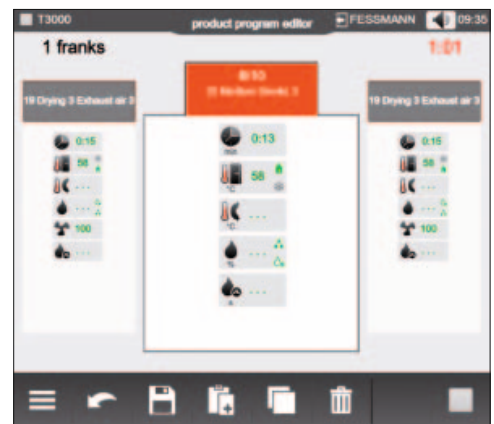 T3000
product program editor
FESSMANN
09:35
1 franks
1:01
8/10
19 Drying 3 Exhaust air 3
19 Drying 3 Exhaust air 3
0:15
58
- - -
- - -
100
- - -
0:13
min
58
°C
- - -
°C
- - -
%
- - -
0:15
58
- - -
- - -
100
- - -